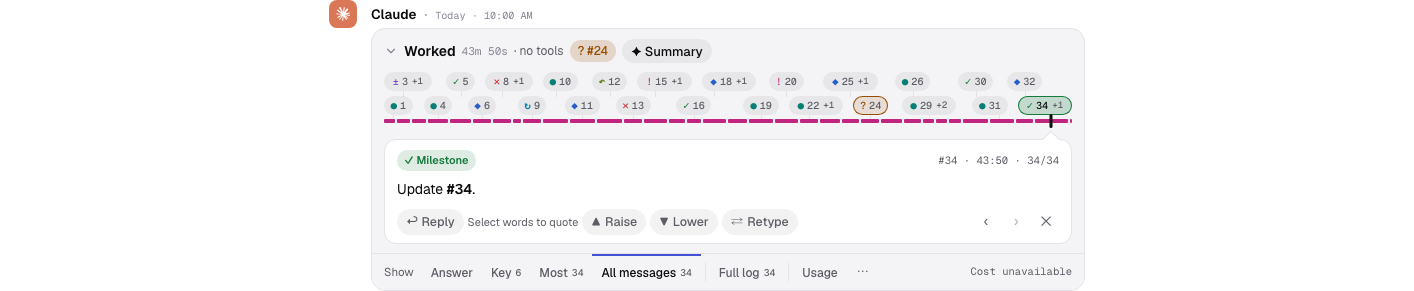 Claude · Today · 10:00 AM
Worked 43m 50s · no tools ? #24 ✦ Summary
± 3 +1 ✓ 5 × 8 +1 ● 10 ↶ 12 ! 15 +1 ◆ 18 +1 ! 20 ◆ 25 +1 ● 26 ✓ 30 ◆ 32
● 1 ● 4 ◆ 6 ↻ 9 ◆ 11 × 13 ✓ 16 ● 19 ● 22 +1 ? 24 ● 29 +2 ● 31 ✓ 34 +1
✓ Milestone #34 · 43:50 · 34/34
Update #34.
↩ Reply Select words to quote ▲ Raise ▼ Lower ⇄ Retype ‹ › ×
Show Answer Key 6 Most 34 All messages 34 Full log 34 Usage ··· Cost unavailable